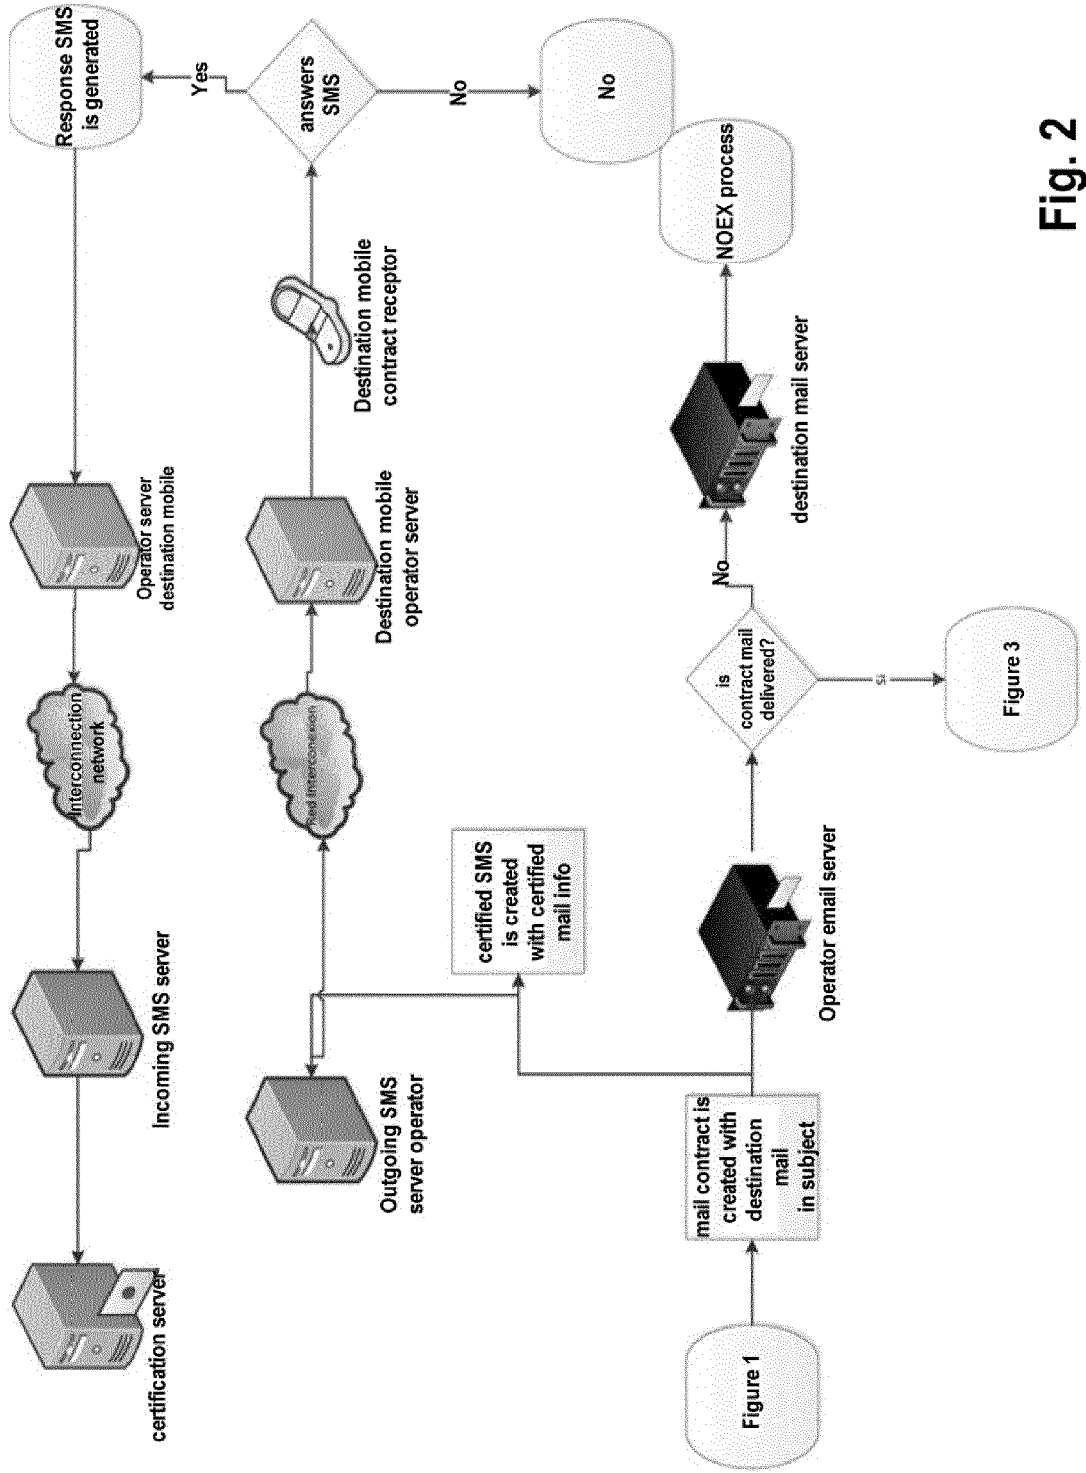 certification server
Incoming SMS server
Interconnection
network
Operator server
destination mobile
Response SMS
is generated
Yes
Outgoing SMS
server operator
Red Interconexion
Destination mobile
operator server
Destination mobile
contract receptor
answers
SMS
No
certified SMS
is created
with certified
mail info
No
Figure 1
mail contract is
created with
destination
mail
in subject
Operator email server
is
contract mail
delivered?
No
destination mail server
NOEX process
si
Figure 3
Fig. 2